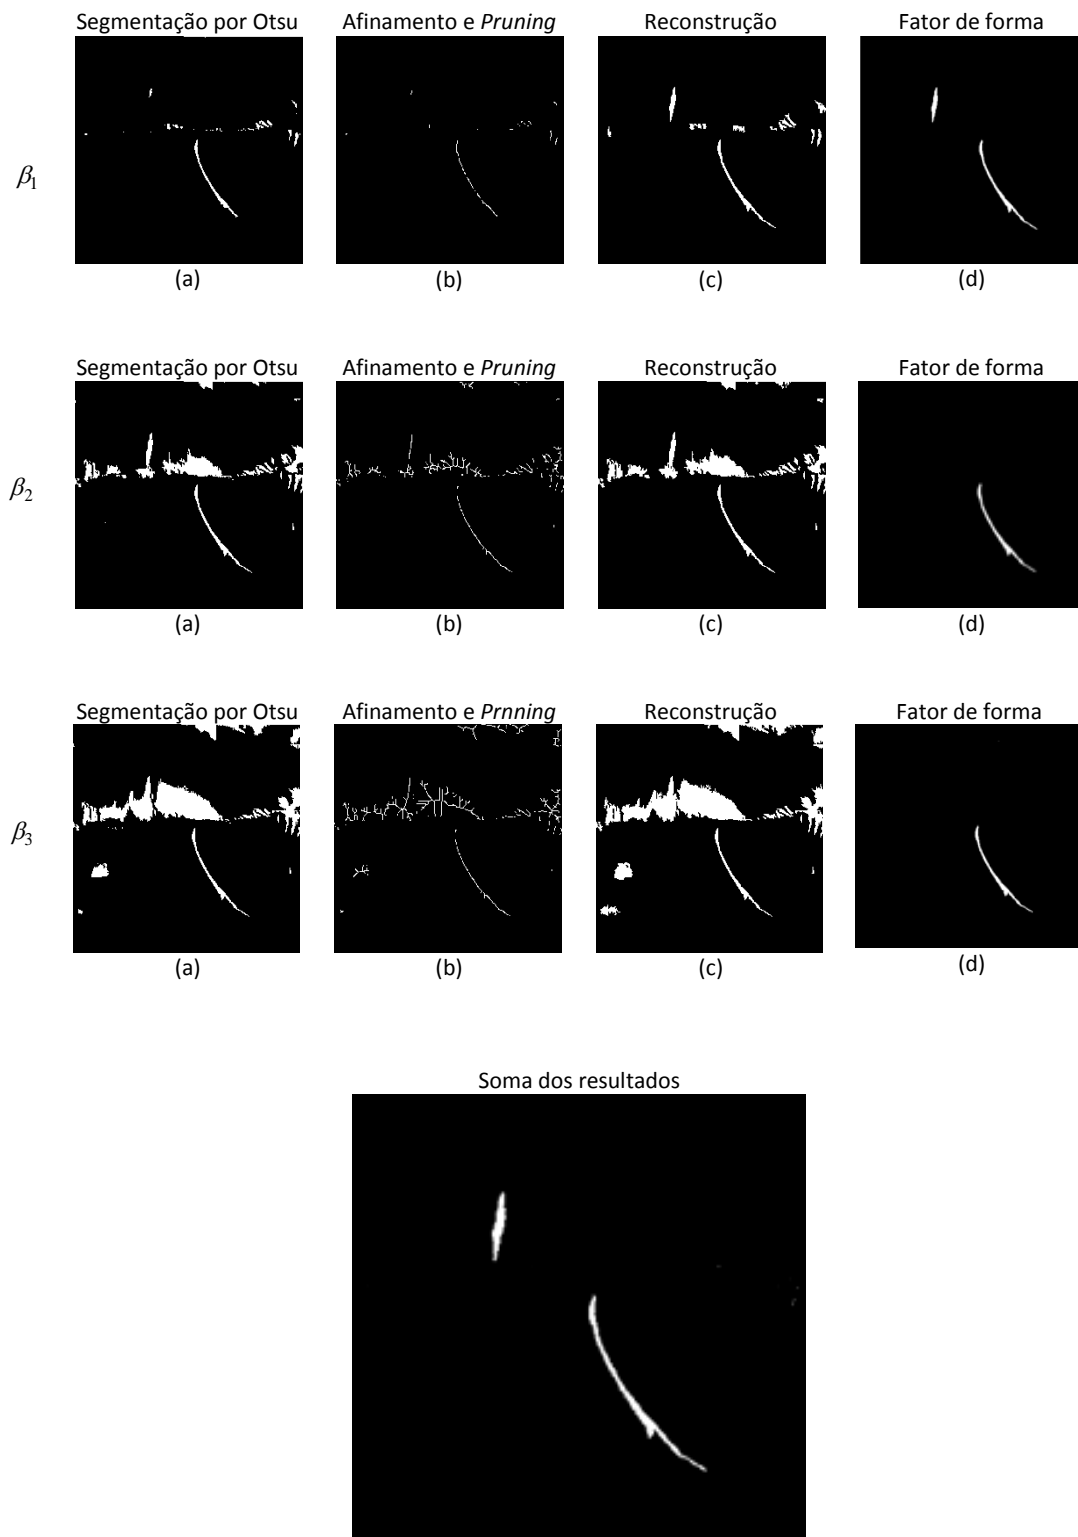 Segmentação por Otsu Afinamento e Pruning Reconstrução Fator de forma
β1
(a) (b) (c) (d)
Segmentação por Otsu Afinamento e Pruning Reconstrução Fator de forma
β2
(a) (b) (c) (d)
Segmentação por Otsu Afinamento e Prnning Reconstrução Fator de forma
β3
(a) (b) (c) (d)
Soma dos resultados